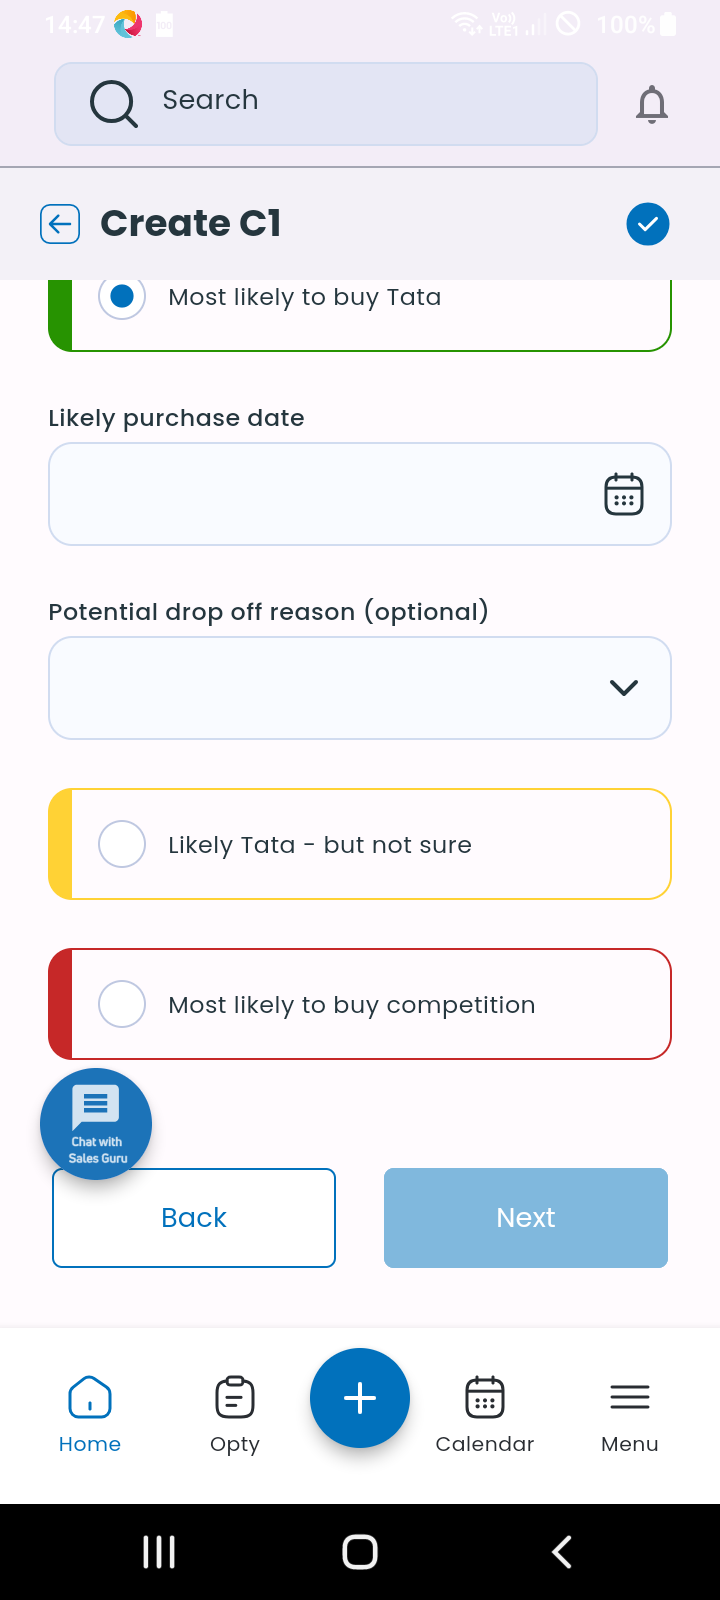 14:47
100
Vo))
LTE1
100%
Search
Create C1
Most likely to buy Tata
Likely purchase date
Potential drop off reason (optional)
Likely Tata - but not sure
Most likely to buy competition
Chat with
Sales Guru
Back
Next
Home
Opty
Calendar
Menu